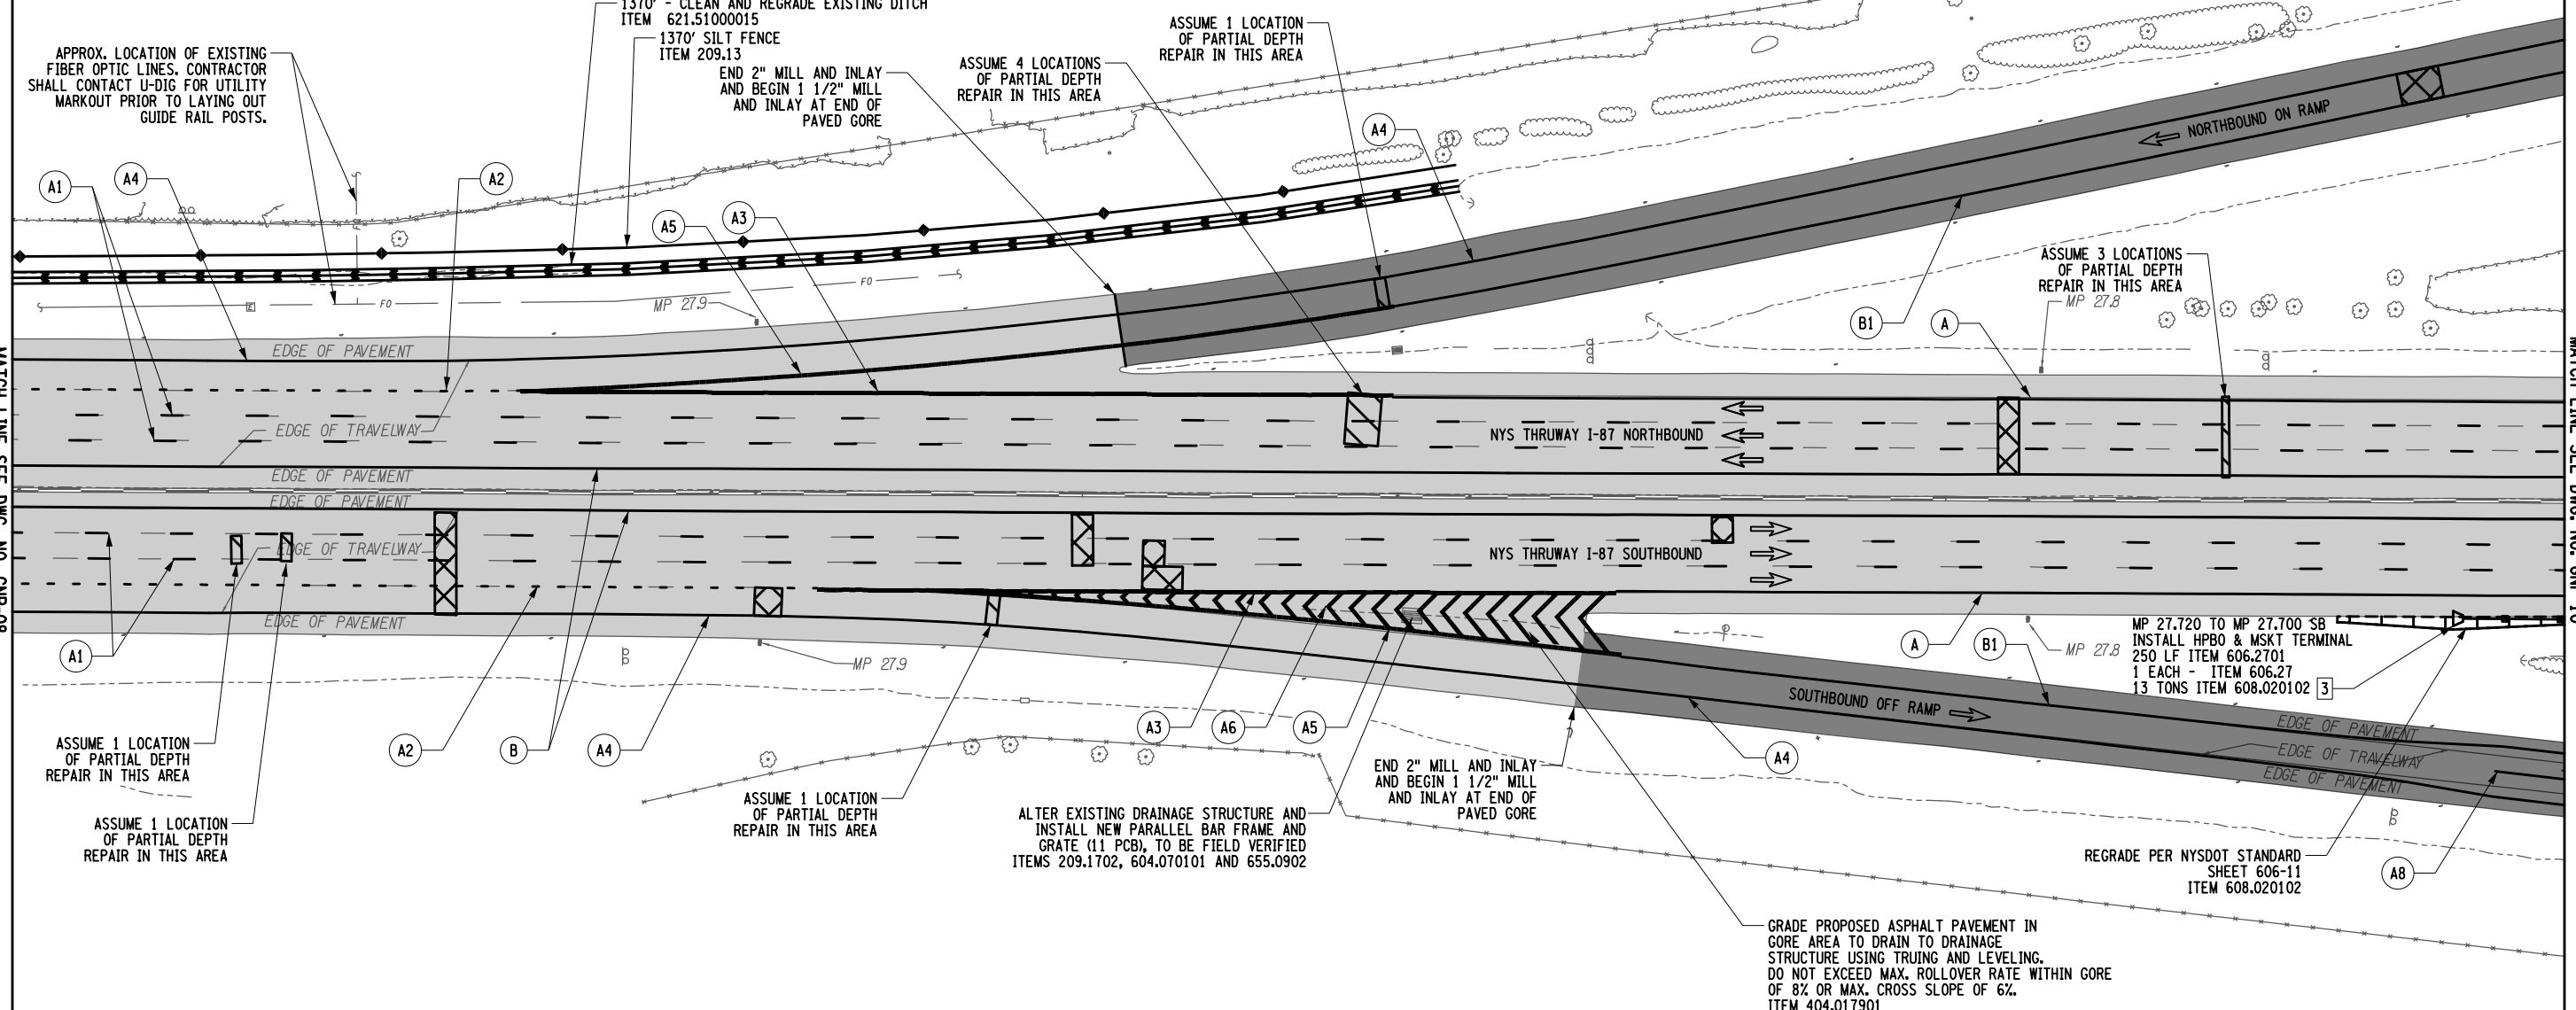 1370' - CLEAN AND REGRADE EXISTING DITCH
ITEM 621.51000015
1370' SILT FENCE
ITEM 209.13
APPROX. LOCATION OF EXISTING
FIBER OPTIC LINES. CONTRACTOR
SHALL CONTACT U-DIG FOR UTILITY
MARKOUT PRIOR TO LAYING OUT
GUIDE RAIL POSTS.
END 2" MILL AND INLAY
AND BEGIN 1 1/2" MILL
AND INLAY AT END OF
PAVED GORE
ASSUME 4 LOCATIONS
OF PARTIAL DEPTH
REPAIR IN THIS AREA
ASSUME 1 LOCATION
OF PARTIAL DEPTH
REPAIR IN THIS AREA
A4
NORTHBOUND ON RAMP
A1
A4
A2
A5
A3
FO
FO
MP 27.9
ASSUME 3 LOCATIONS
OF PARTIAL DEPTH
REPAIR IN THIS AREA
MP 27.8
B1
A
EDGE OF PAVEMENT
EDGE OF TRAVELWAY
NYS THRUWAY I-87 NORTHBOUND
EDGE OF PAVEMENT
EDGE OF PAVEMENT
EDGE OF TRAVELWAY
NYS THRUWAY I-87 SOUTHBOUND
EDGE OF PAVEMENT
MP 27.9
A1
A2
B
A4
A3
A6
A5
A4
A
B1
MP 27.8
MP 27.720 TO MP 27.700 SB
INSTALL HPBO & MSKT TERMINAL
250 LF ITEM 606.2701
1 EACH - ITEM 606.27
13 TONS ITEM 608.020102 3
SOUTHBOUND OFF RAMP
EDGE OF PAVEMENT
EDGE OF TRAVELWAY
EDGE OF PAVEMENT
ASSUME 1 LOCATION
OF PARTIAL DEPTH
REPAIR IN THIS AREA
ASSUME 1 LOCATION
OF PARTIAL DEPTH
REPAIR IN THIS AREA
ASSUME 1 LOCATION
OF PARTIAL DEPTH
REPAIR IN THIS AREA
ALTER EXISTING DRAINAGE STRUCTURE AND
INSTALL NEW PARALLEL BAR FRAME AND
GRATE (11 PCB), TO BE FIELD VERIFIED
ITEMS 209.1702, 604.070101 AND 655.0902
END 2" MILL AND INLAY
AND BEGIN 1 1/2" MILL
AND INLAY AT END OF
PAVED GORE
REGRADE PER NYSDOT STANDARD
SHEET 606-11
ITEM 608.020102
A8
GRADE PROPOSED ASPHALT PAVEMENT IN
GORE AREA TO DRAIN TO DRAINAGE
STRUCTURE USING TRUING AND LEVELING.
DO NOT EXCEED MAX. ROLLOVER RATE WITHIN GORE
OF 8% OR MAX. CROSS SLOPE OF 6%.
ITEM 404.017901